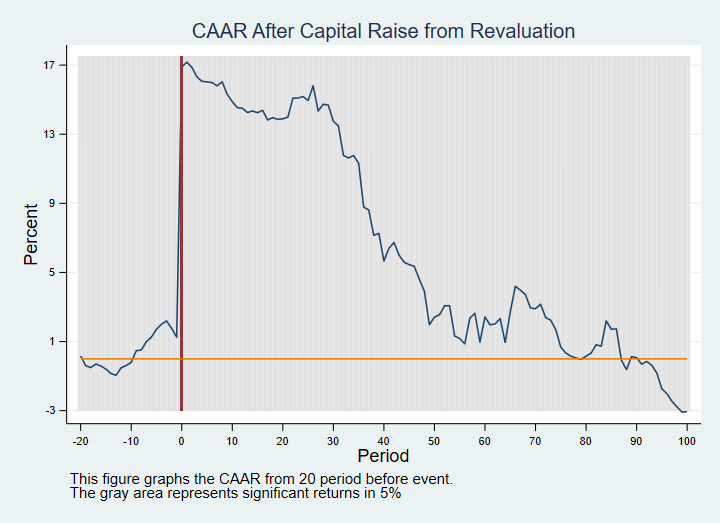 CAAR After Capital Raise from Revaluation
Percent
17
13
9
5
1
-3
-20 -10 0 10 20 30 40 50 60 70 80 90 100
Period
This figure graphs the CAAR from 20 period before event.
The gray area represents significant returns in 5%